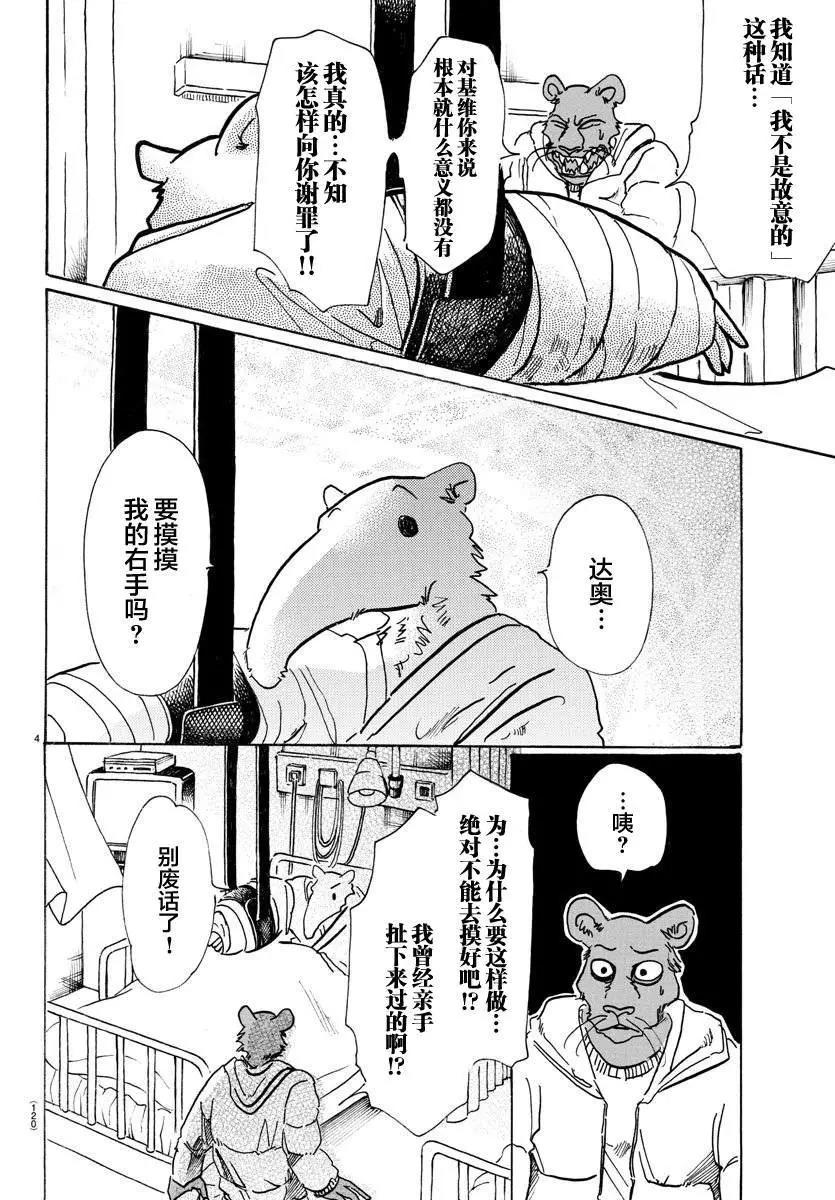 我知道「我不是故意的」
这种话…
对基维你来说
根本就什么意义都没有
我真的…不知
该怎样向你谢罪了!!
达奥…
要摸摸
我的右手吗?
…咦?
为…为什么要这样做…
绝对不能去摸好吧!?
我曾经亲手
扯下来过的啊!?
别废话了!
4
(120)